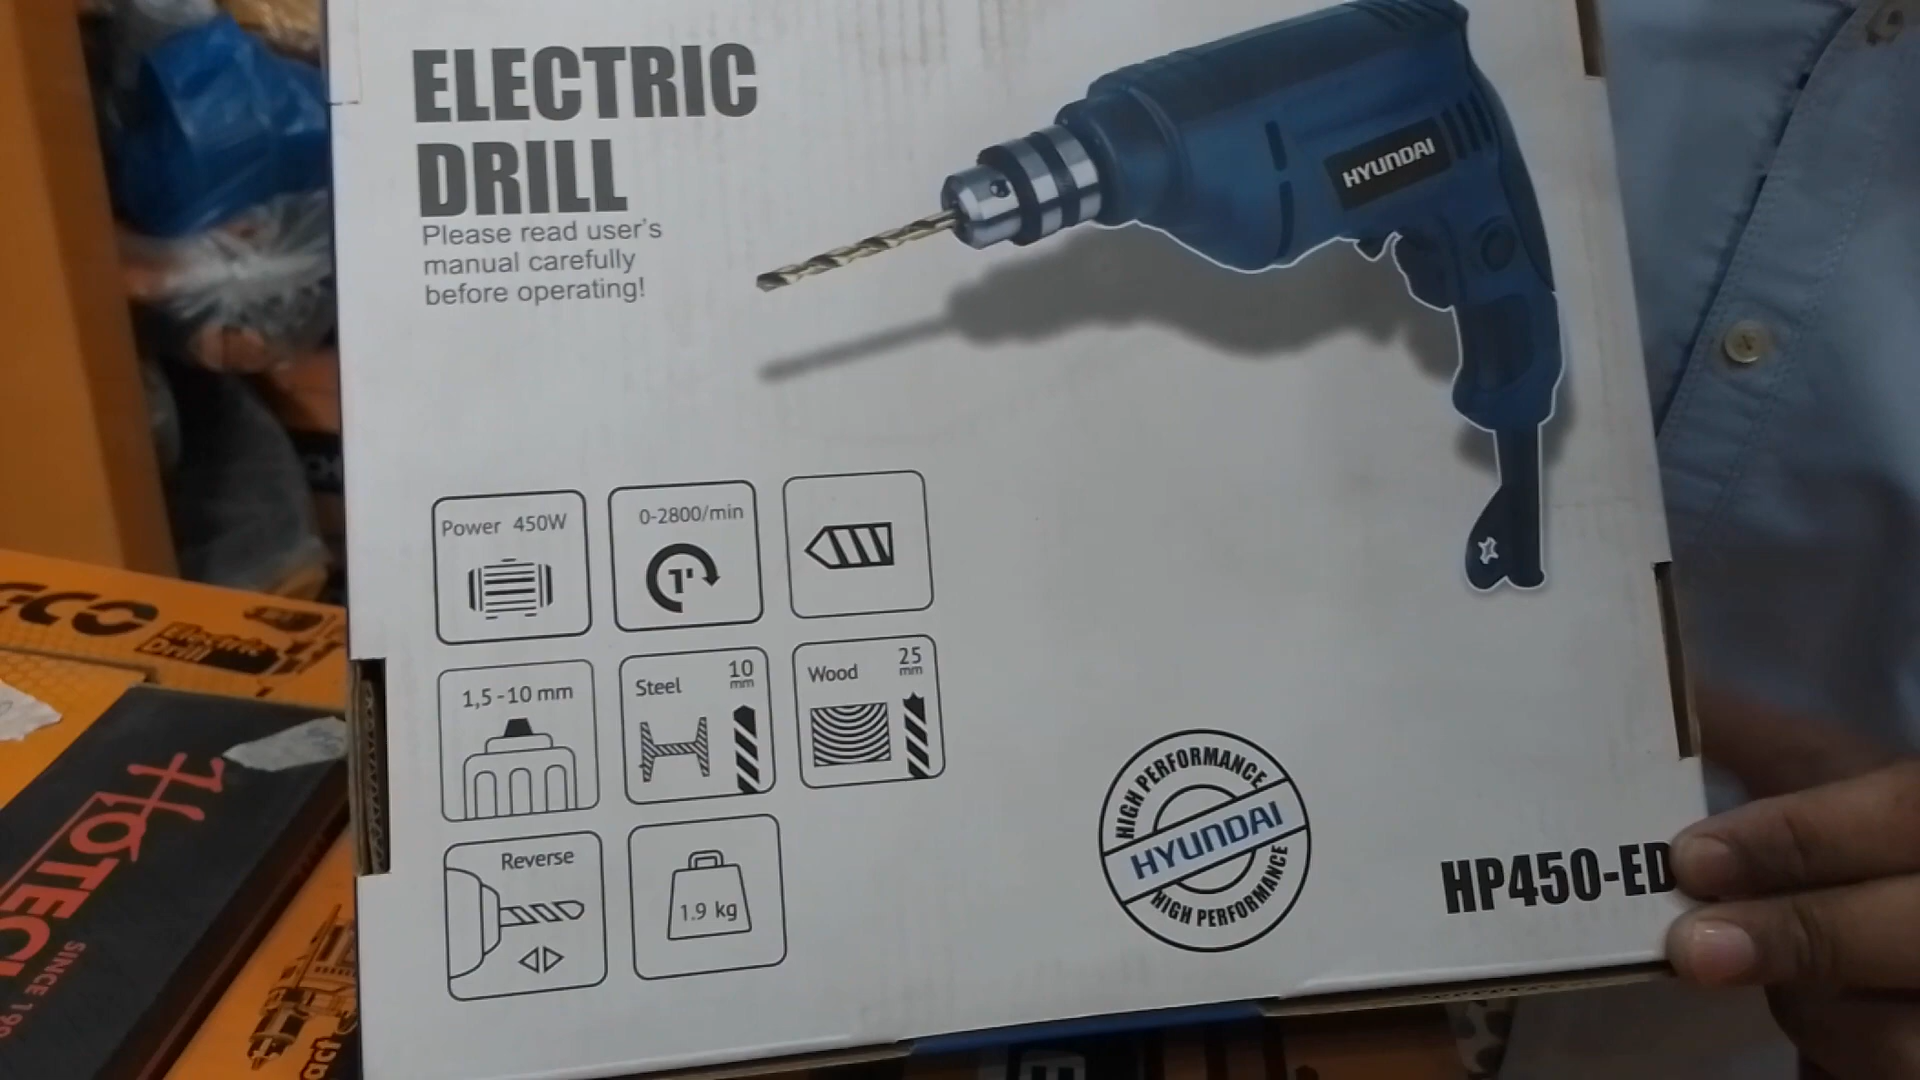 ELECTRIC
DRILL
Please read user's
manual carefully
before operating!
HYUNDAI
Power 450W
0-2800/min
1'
1,5-10 mm
Steel 10
mm
Wood 25
mm
Reverse
1.9 kg
HIGH PERFORMANCE
HYUNDAI
HIGH PERFORMANCE
HP450-ED
Electric
Drill
SINCE 199